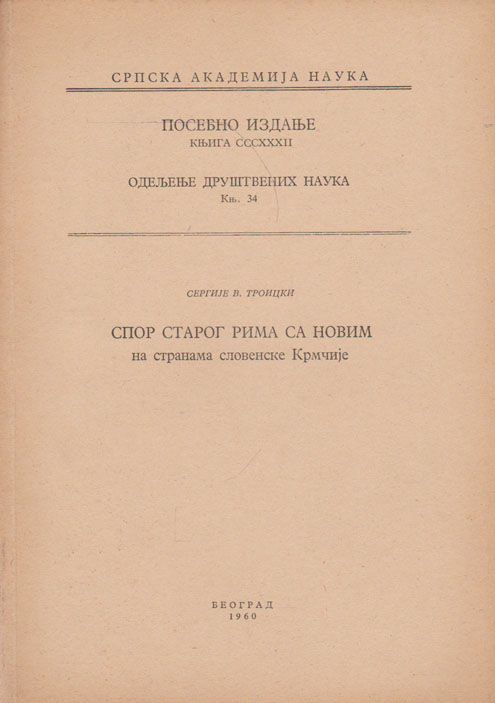 СРПСКА АКАДЕМИЈА НАУКА
ПОСЕБНО ИЗДАЊЕ
КЊИГА CCCXXXII
ОДЕЉЕЊЕ ДРУШТВЕНИХ НАУКА
Књ. 34
СЕРГИЈЕ В. ТРОИЦКИ
СПОР СТАРОГ РИМА СА НОВИМ
на странама словенске Крмчије
БЕОГРАД
1960